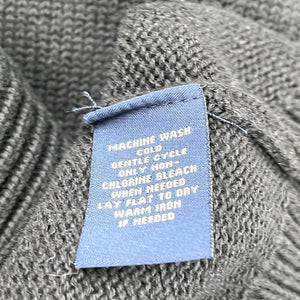 MACHINE WASH
COLD
GENTLE CYCLE
ONLY NON-
CHLORINE BLEACH
WHEN NEEDED
LAY FLAT TO DRY
WARM IRON
IF NEEDED